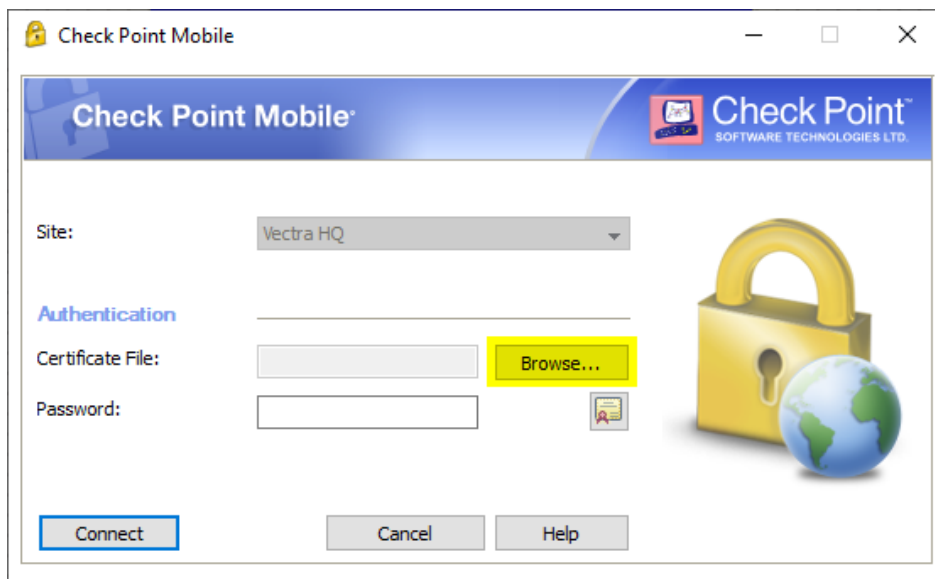 Check Point Mobile
Check Point Mobile·
Check Point™
SOFTWARE TECHNOLOGIES LTD.
Site:
Vectra HQ
Authentication
Certificate File:
Browse...
Password:
Connect
Cancel
Help